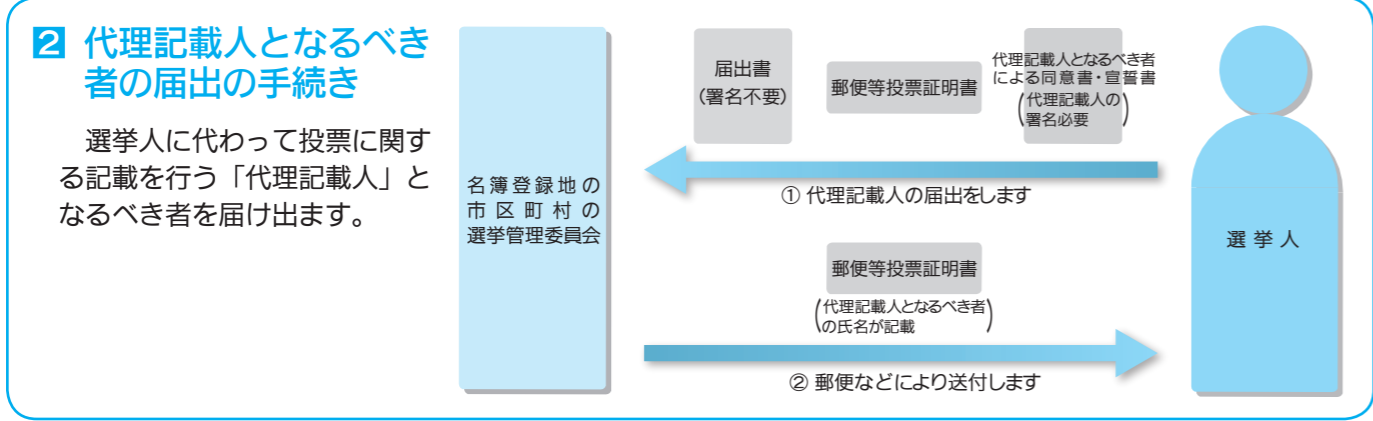 2 代理記載人となるべき
者の届出の手続き
選挙人に代わって投票に関す
る記載を行う「代理記載人」と
なるべき者を届け出ます。
名簿登録地の
市区町村の
選挙管理委員会
届出書
(署名不要)
郵便等投票証明書
代理記載人となるべき者
による同意書・宣誓書
(代理記載人の
署名必要)
① 代理記載人の届出をします
郵便等投票証明書
(代理記載人となるべき者
の氏名が記載)
② 郵便などにより送付します
選挙人